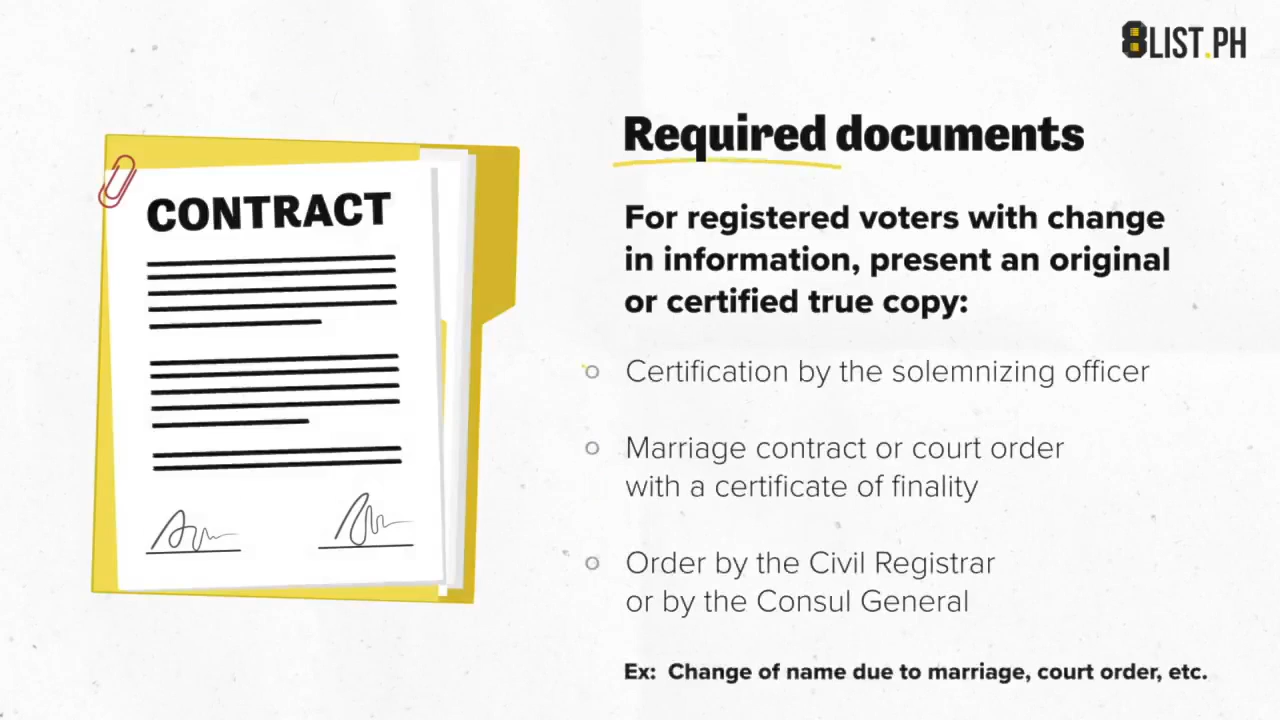 8LIST.PH
CONTRACT
Required documents
For registered voters with change
in information, present an original
or certified true copy:
Certification by the solemnizing officer
Marriage contract or court order
with a certificate of finality
Order by the Civil Registrar
or by the Consul General
Ex: Change of name due to marriage, court order, etc.